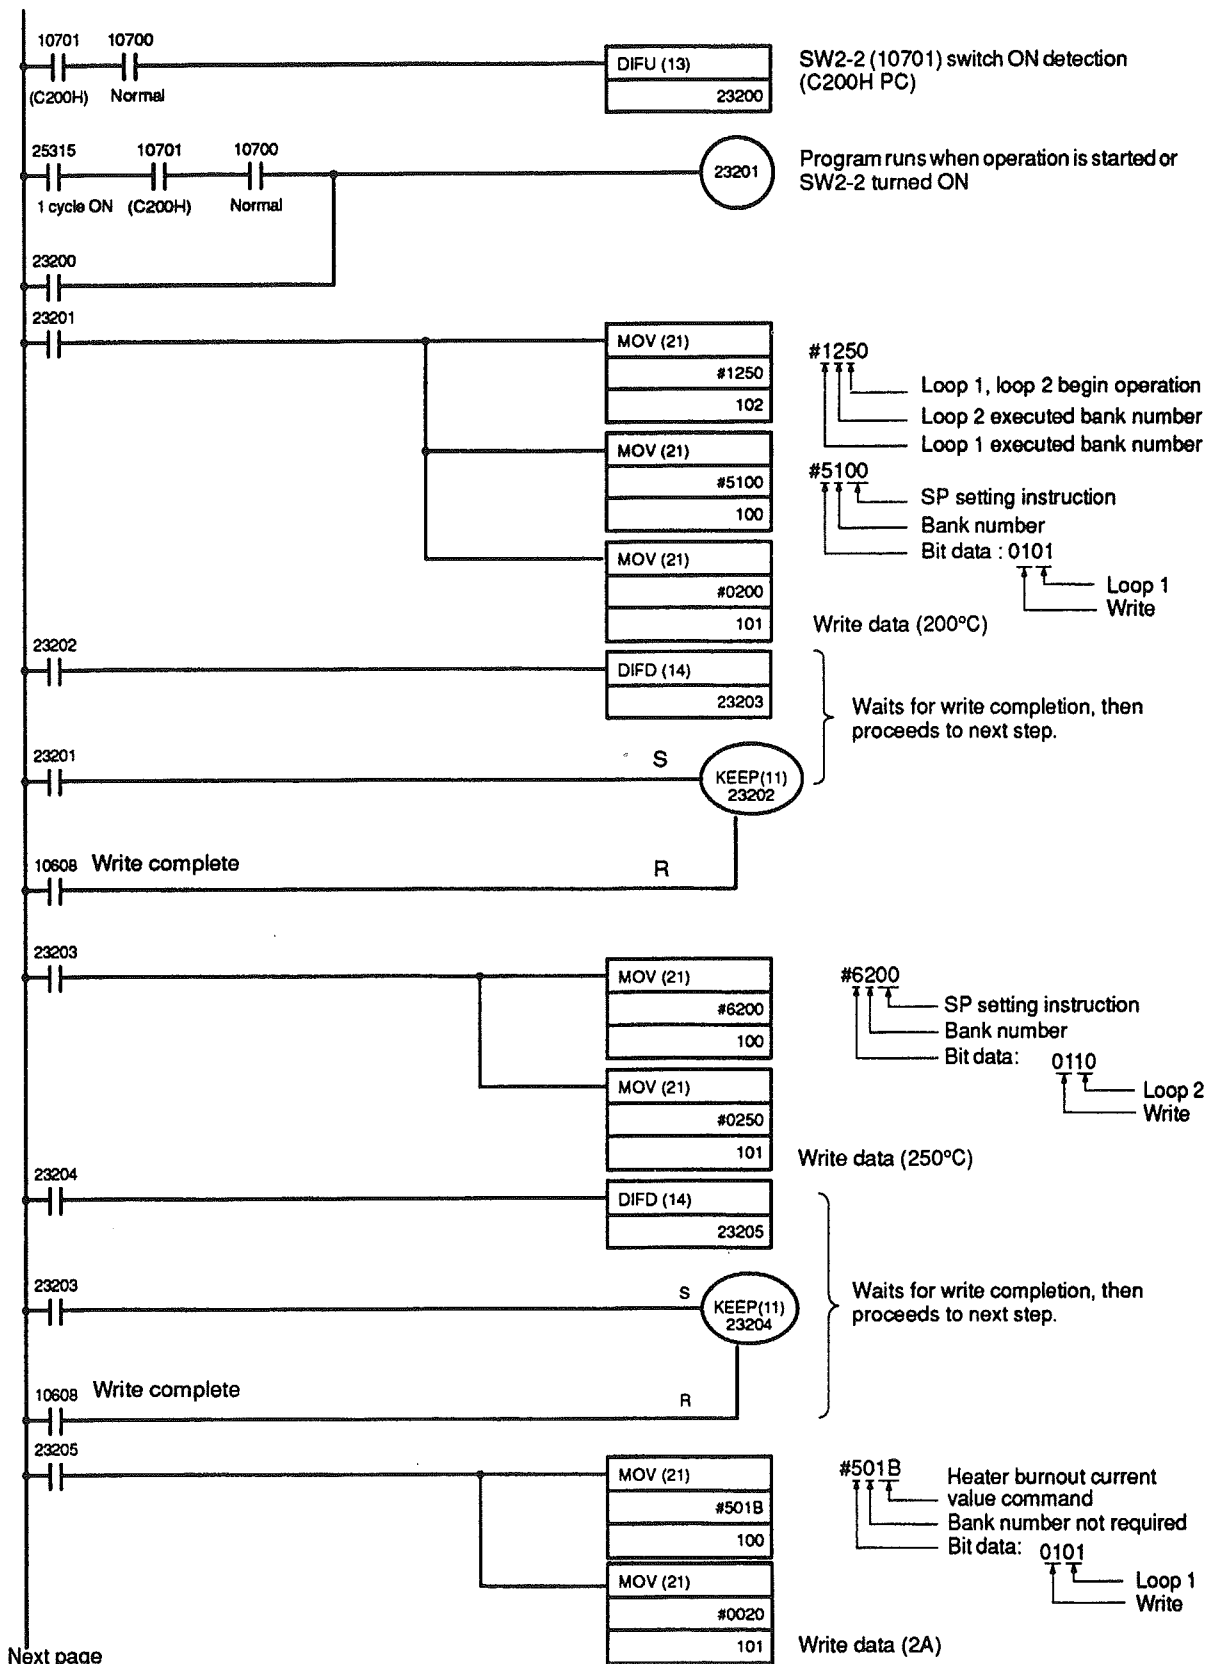 10701 10700
DIFU (13)
SW2-2 (10701) switch ON detection
(C200H PC)
(C200H) Normal
23200
25315 10701 10700
23201
Program runs when operation is started or
SW2-2 turned ON
1 cycle ON (C200H) Normal
23200
23201
MOV (21)
#1250
102
#1250
Loop 1, loop 2 begin operation
Loop 2 executed bank number
Loop 1 executed bank number
MOV (21)
#5100
100
#5100
SP setting instruction
Bank number
Bit data : 0101
Loop 1
Write
MOV (21)
#0200
101
Write data (200°C)
23202
DIFD (14)
23203
Waits for write completion, then
proceeds to next step.
23201
S
KEEP(11)
23202
10608 Write complete
R
23203
MOV (21)
#6200
100
#6200
SP setting instruction
Bank number
Bit data: 0110
Loop 2
Write
MOV (21)
#0250
101
Write data (250°C)
23204
DIFD (14)
23205
23203
S
KEEP(11)
23204
Waits for write completion, then
proceeds to next step.
10608 Write complete
R
23205
MOV (21)
#501B
100
#501B
Heater burnout current
value command
Bank number not required
Bit data: 0101
Loop 1
Write
MOV (21)
#0020
101
Write data (2A)
Next page